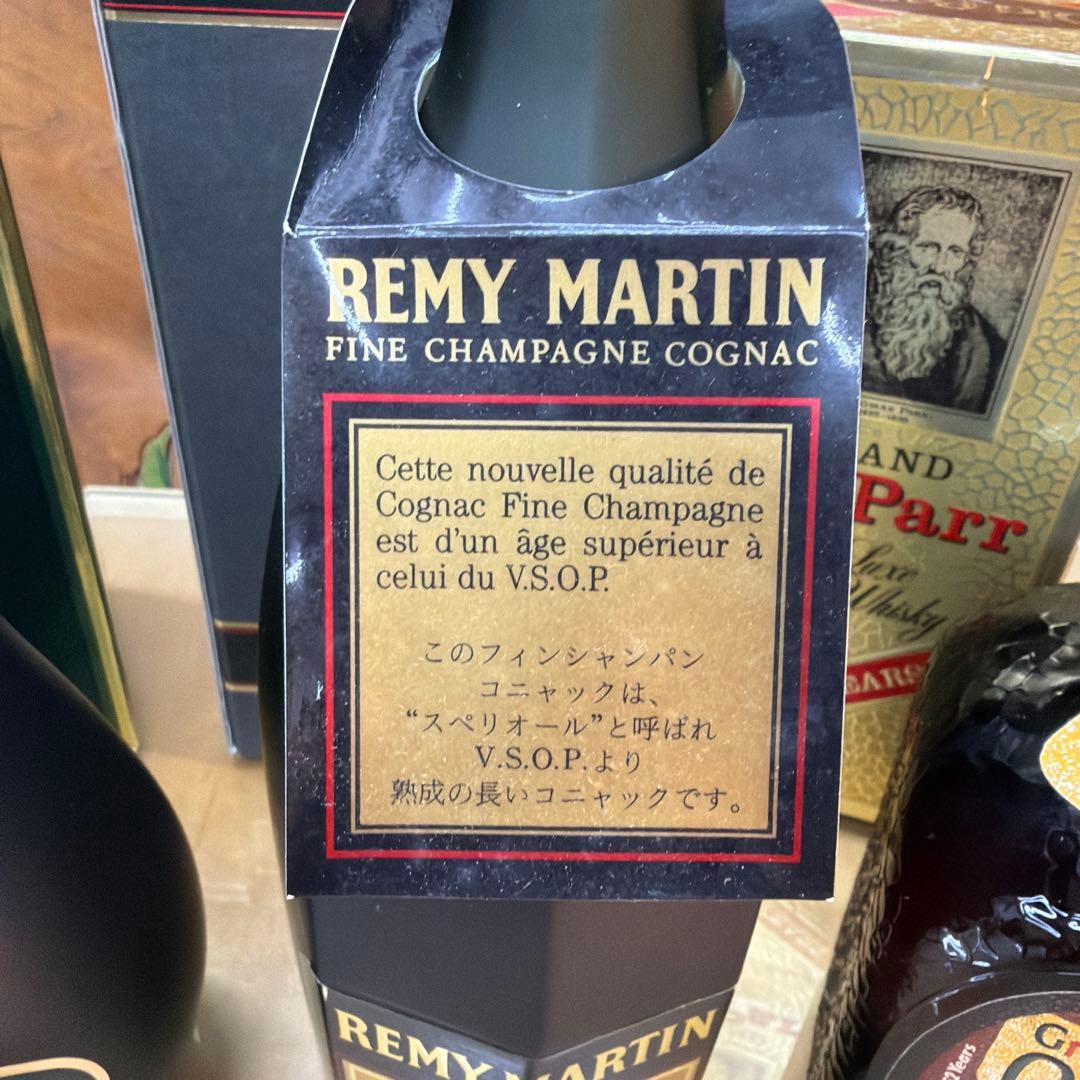 REMY MARTIN
FINE CHAMPAGNE COGNAC
Cette nouvelle qualité de
Cognac Fine Champagne
est d'un âge supérieur à
celui du V.S.O.P.
このフィンシャンパン
コニャックは、
“スペリオール”と呼ばれ
V.S.O.P.より
熟成の長いコニャックです。
REMY MARTIN
AND
Parr
Luxe
Whisky
Years